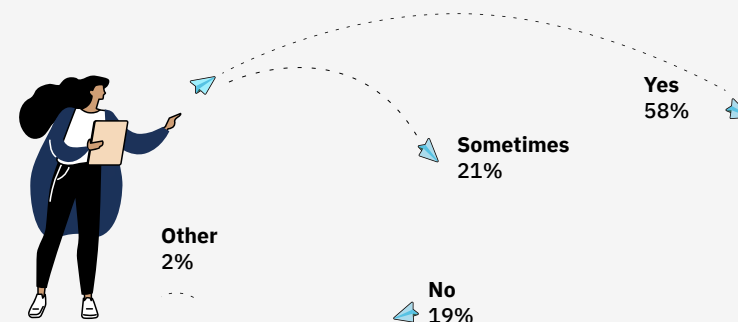 Yes
58%
Sometimes
21%
Other
2%
No
19%